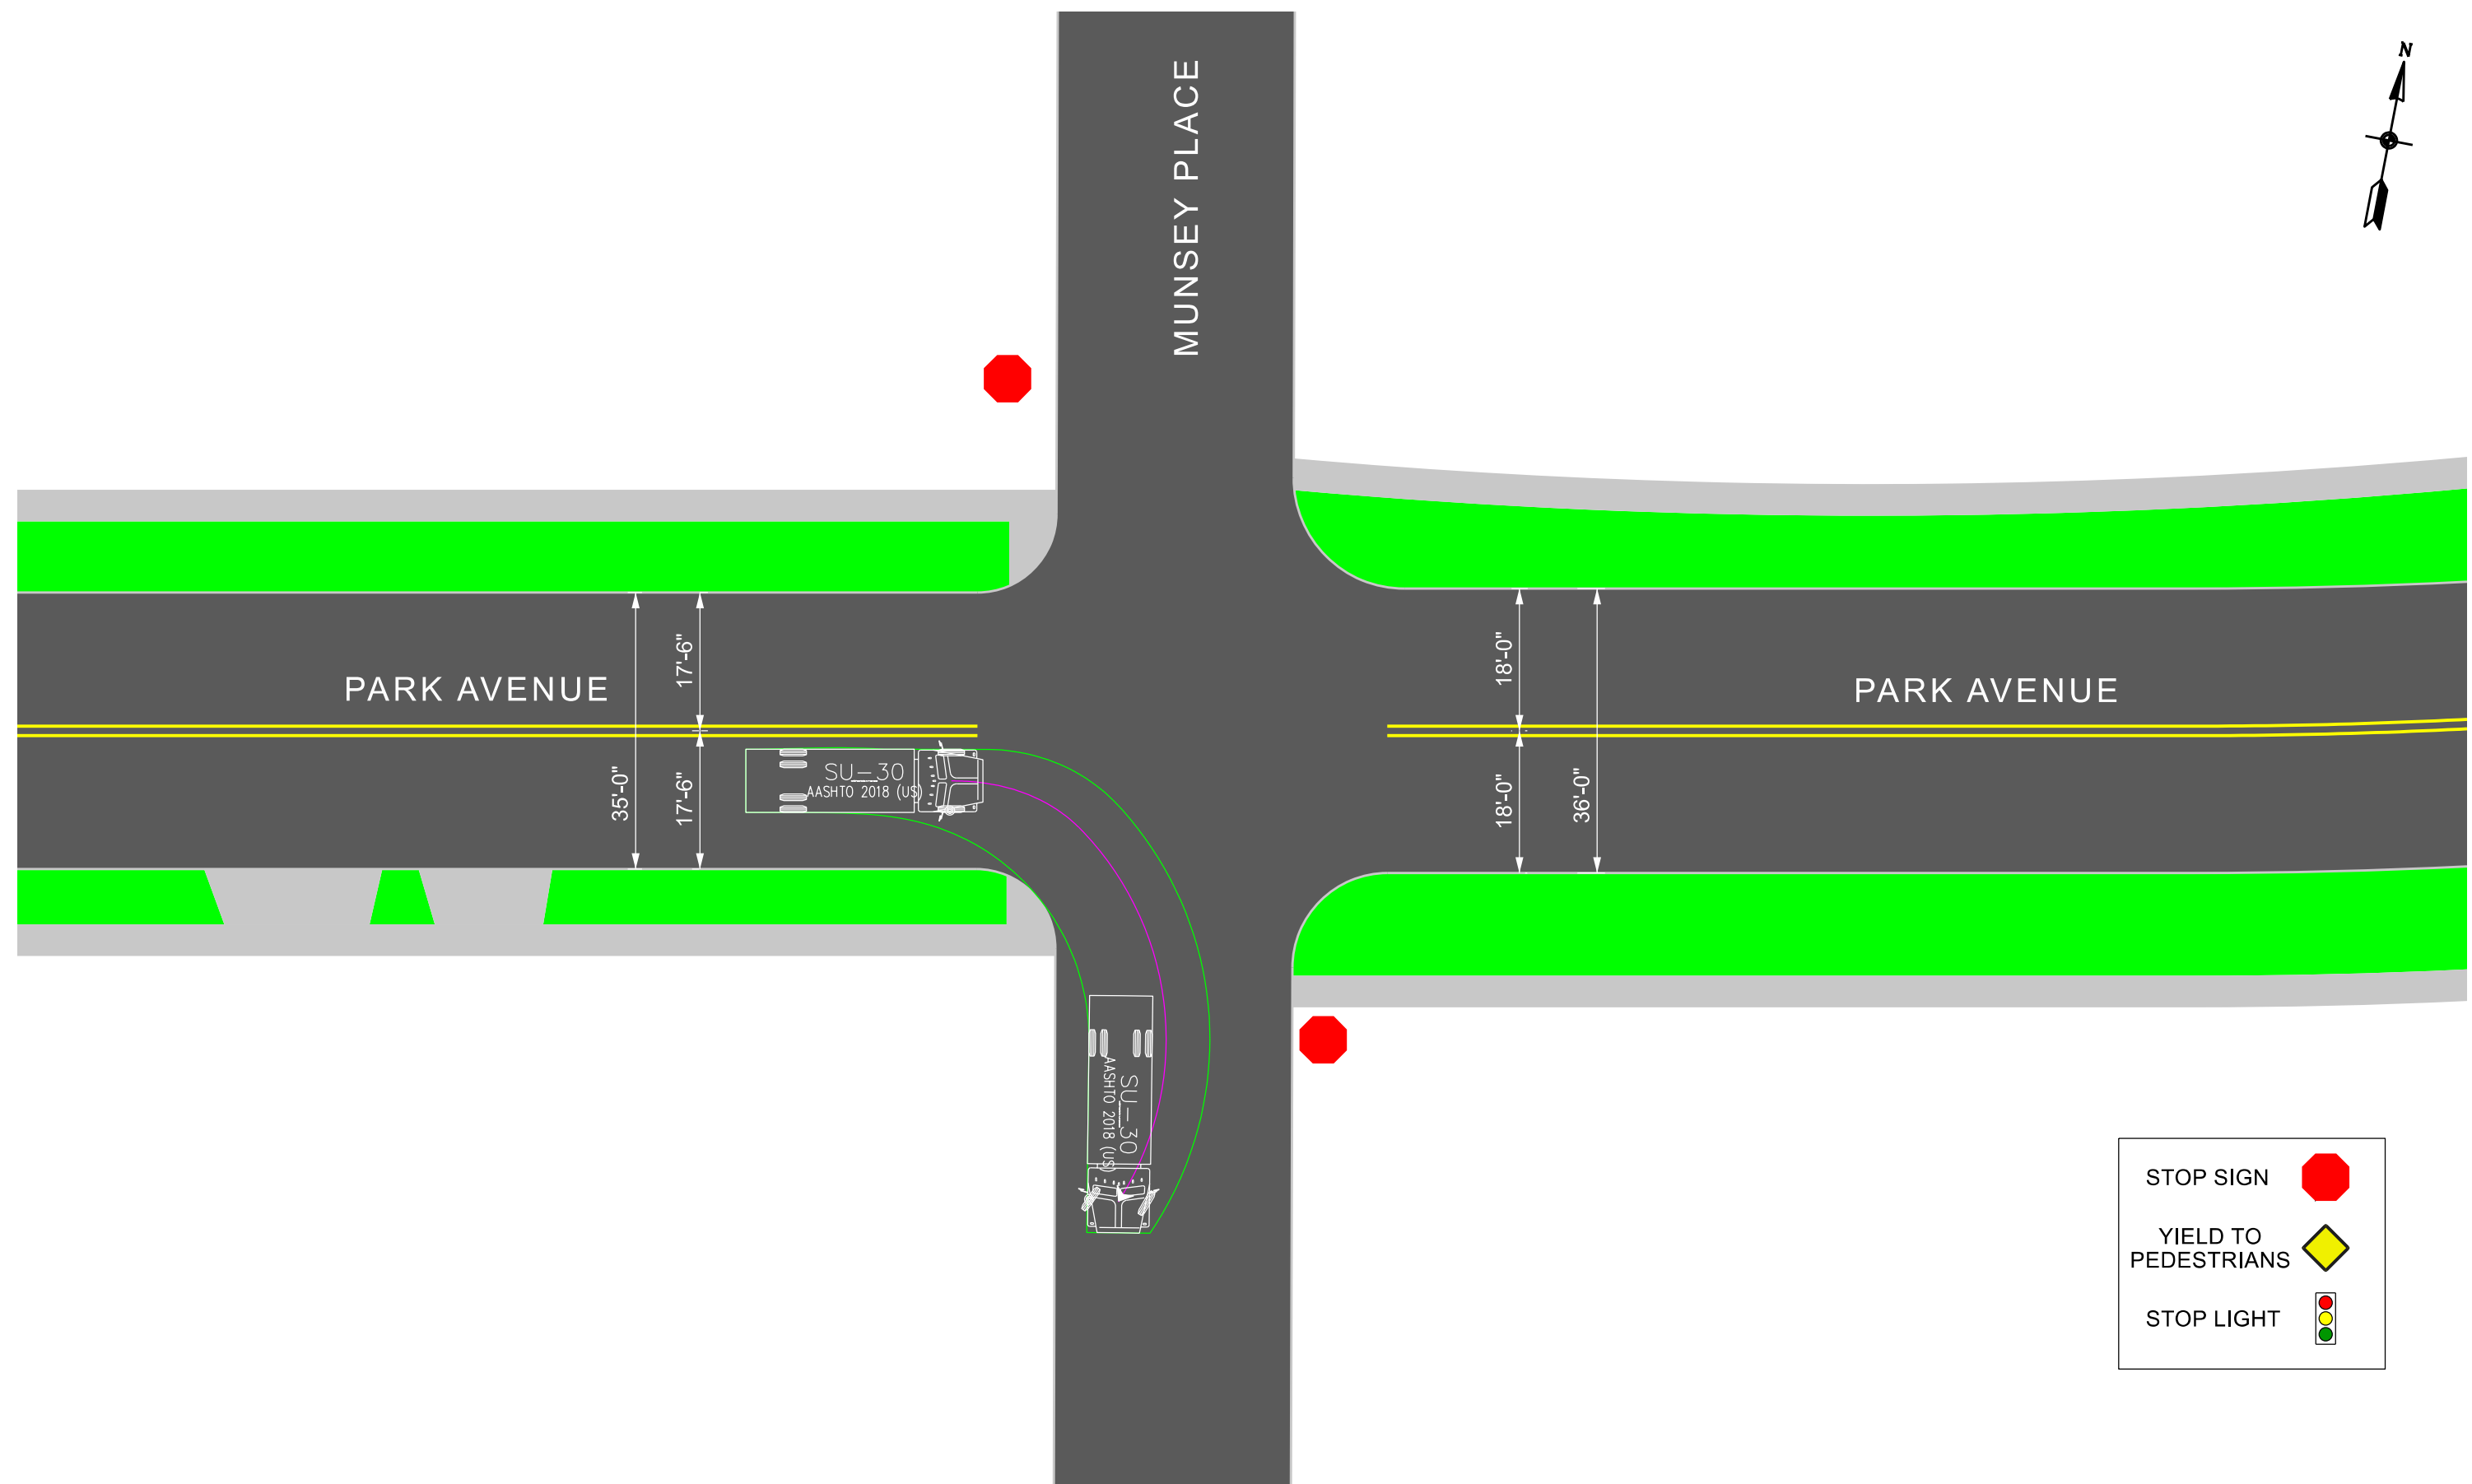 N
MUNSEY PLACE
PARK AVENUE
35'-0"
17'-6"
17'-6"
18'-0"
18'-0"
36'-0"
PARK AVENUE
SU-30
AASHTO 2018 (US)
SU-30
AASHTO 2018 (US)
STOP SIGN
YIELD TO
PEDESTRIANS
STOP LIGHT